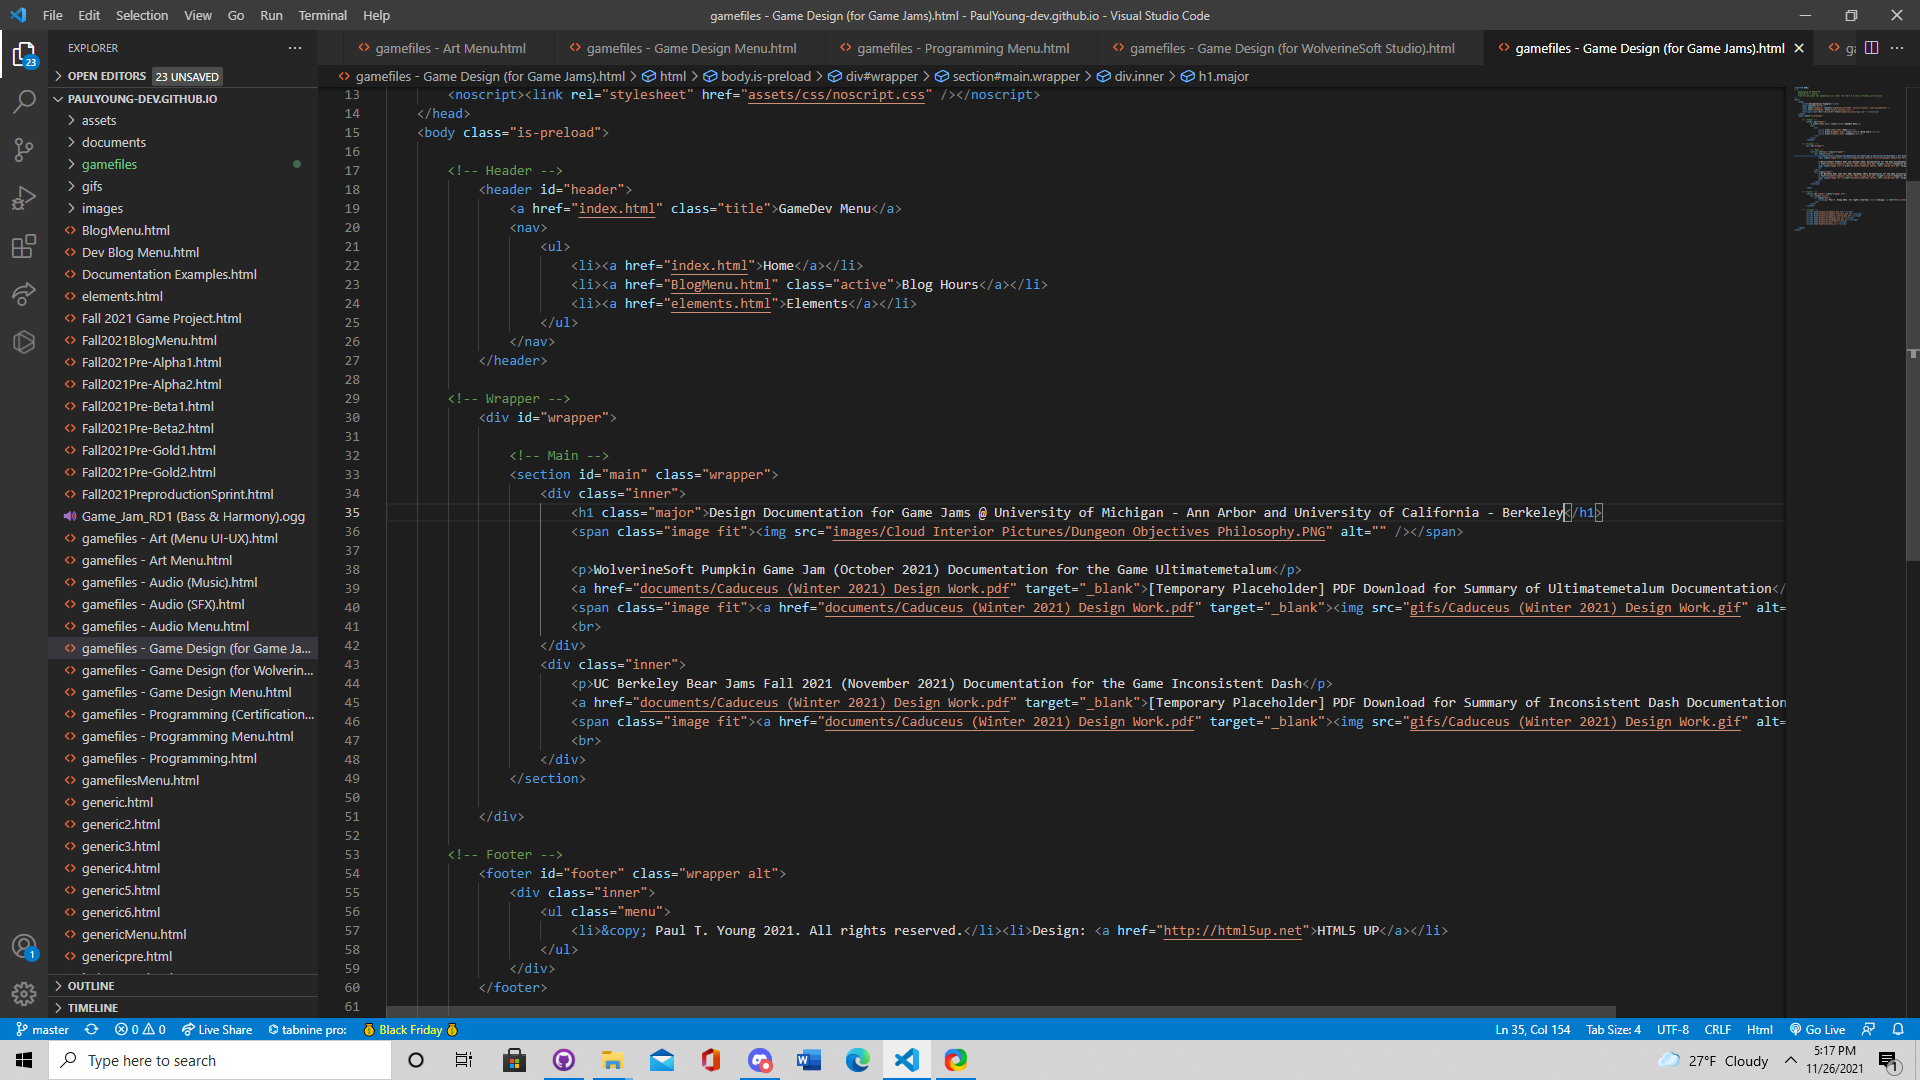 File Edit Selection View Go Run Terminal Help
gamefiles - Game Design (for Game Jams).html - PaulYoung-dev.github.io - Visual Studio Code
EXPLORER
OPEN EDITORS 23 UNSAVED
PAULYOUNG-DEV.GITHUB.IO
assets
documents
gamefiles
gifs
images
BlogMenu.html
Dev Blog Menu.html
Documentation Examples.html
elements.html
Fall 2021 Game Project.html
Fall2021BlogMenu.html
Fall2021Pre-Alpha1.html
Fall2021Pre-Alpha2.html
Fall2021Pre-Beta1.html
Fall2021Pre-Beta2.html
Fall2021Pre-Gold1.html
Fall2021Pre-Gold2.html
Fall2021PreproductionSprint.html
Game_Jam_RD1 (Bass & Harmony).ogg
gamefiles - Art (Menu UI-UX).html
gamefiles - Art Menu.html
gamefiles - Audio (Music).html
gamefiles - Audio (SFX).html
gamefiles - Audio Menu.html
gamefiles - Game Design (for Game Ja...
gamefiles - Game Design (for Wolverin...
gamefiles - Game Design Menu.html
gamefiles - Programming (Certification...
gamefiles - Programming Menu.html
gamefiles - Programming.html
gamefilesMenu.html
generic.html
generic2.html
generic3.html
generic4.html
generic5.html
generic6.html
genericMenu.html
genericpre.html
OUTLINE
TIMELINE
23
1
gamefiles - Art Menu.html gamefiles - Game Design Menu.html gamefiles - Programming Menu.html gamefiles - Game Design (for WolverineSoft Studio).html gamefiles - Game Design (for Game Jams).html ga
gamefiles - Game Design (for Game Jams).html > html > body.is-preload > div#wrapper > section#main.wrapper > div.inner > h1.major
13 <noscript><link rel="stylesheet" href="assets/css/noscript.css" /></noscript>
14 </head>
15 <body class="is-preload">
16
17 <!-- Header -->
18 <header id="header">
19 <a href="index.html" class="title">GameDev Menu</a>
20 <nav>
21 <ul>
22 <li><a href="index.html">Home</a></li>
23 <li><a href="BlogMenu.html" class="active">Blog Hours</a></li>
24 <li><a href="elements.html">Elements</a></li>
25 </ul>
26 </nav>
27 </header>
28
29 <!-- Wrapper -->
30 <div id="wrapper">
31
32 <!-- Main -->
33 <section id="main" class="wrapper">
34 <div class="inner">
35 <h1 class="major">Design Documentation for Game Jams @ University of Michigan - Ann Arbor and University of California - Berkeley</h1>
36 <span class="image fit"><img src="images/Cloud Interior Pictures/Dungeon Objectives Philosophy.PNG" alt="" /></span>
37
38 <p>WolverineSoft Pumpkin Game Jam (October 2021) Documentation for the Game Ultimatemetalum</p>
39 <a href="documents/Caduceus (Winter 2021) Design Work.pdf" target="_blank">[Temporary Placeholder] PDF Download for Summary of Ultimatemetalum Documentation</
40 <span class="image fit"><a href="documents/Caduceus (Winter 2021) Design Work.pdf" target="_blank"><img src="gifs/Caduceus (Winter 2021) Design Work.gif" alt=
41 <br>
42 </div>
43 <div class="inner">
44 <p>UC Berkeley Bear Jams Fall 2021 (November 2021) Documentation for the Game Inconsistent Dash</p>
45 <a href="documents/Caduceus (Winter 2021) Design Work.pdf" target="_blank">[Temporary Placeholder] PDF Download for Summary of Inconsistent Dash Documentation
46 <span class="image fit"><a href="documents/Caduceus (Winter 2021) Design Work.pdf" target="_blank"><img src="gifs/Caduceus (Winter 2021) Design Work.gif" alt=
47 <br>
48 </div>
49 </section>
50
51 </div>
52
53 <!-- Footer -->
54 <footer id="footer" class="wrapper alt">
55 <div class="inner">
56 <ul class="menu">
57 <li>&copy; Paul T. Young 2021. All rights reserved.</li><li>Design: <a href="http://html5up.net">HTML5 UP</a></li>
58 </ul>
59 </div>
60 </footer>
61
master 0 0 Live Share tabnine pro: Black Friday Ln 35, Col 154 Tab Size: 4 UTF-8 CRLF Html Go Live
Type here to search
27°F Cloudy
5:17 PM
11/26/2021
1